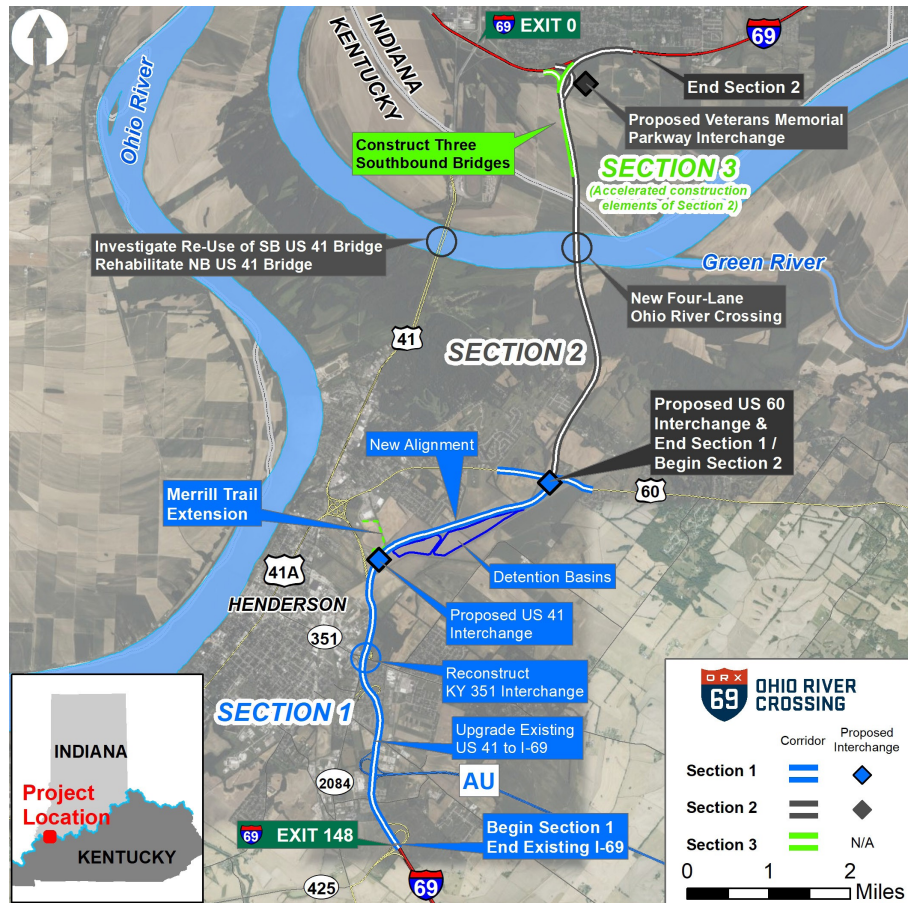 69 EXIT 0
69
INDIANA
KENTUCKY
Ohio River
End Section 2
Proposed Veterans Memorial
Parkway Interchange
Construct Three
Southbound Bridges
SECTION 3
(Accelerated construction
elements of Section 2)
Investigate Re-Use of SB US 41 Bridge
Rehabilitate NB US 41 Bridge
Green River
New Four-Lane
Ohio River Crossing
41
SECTION 2
Proposed US 60
Interchange &
End Section 1 /
Begin Section 2
New Alignment
60
Merrill Trail
Extension
41A
Detention Basins
HENDERSON
Proposed US 41
Interchange
351
Reconstruct
KY 351 Interchange
SECTION 1
Upgrade Existing
US 41 to I-69
2084
AU
69 EXIT 148
Begin Section 1
End Existing I-69
425
69
INDIANA
Project
Location
KENTUCKY
ORX
69
OHIO RIVER
CROSSING
Corridor
Proposed
Interchange
Section 1
Section 2
Section 3
N/A
0 1 2
Miles